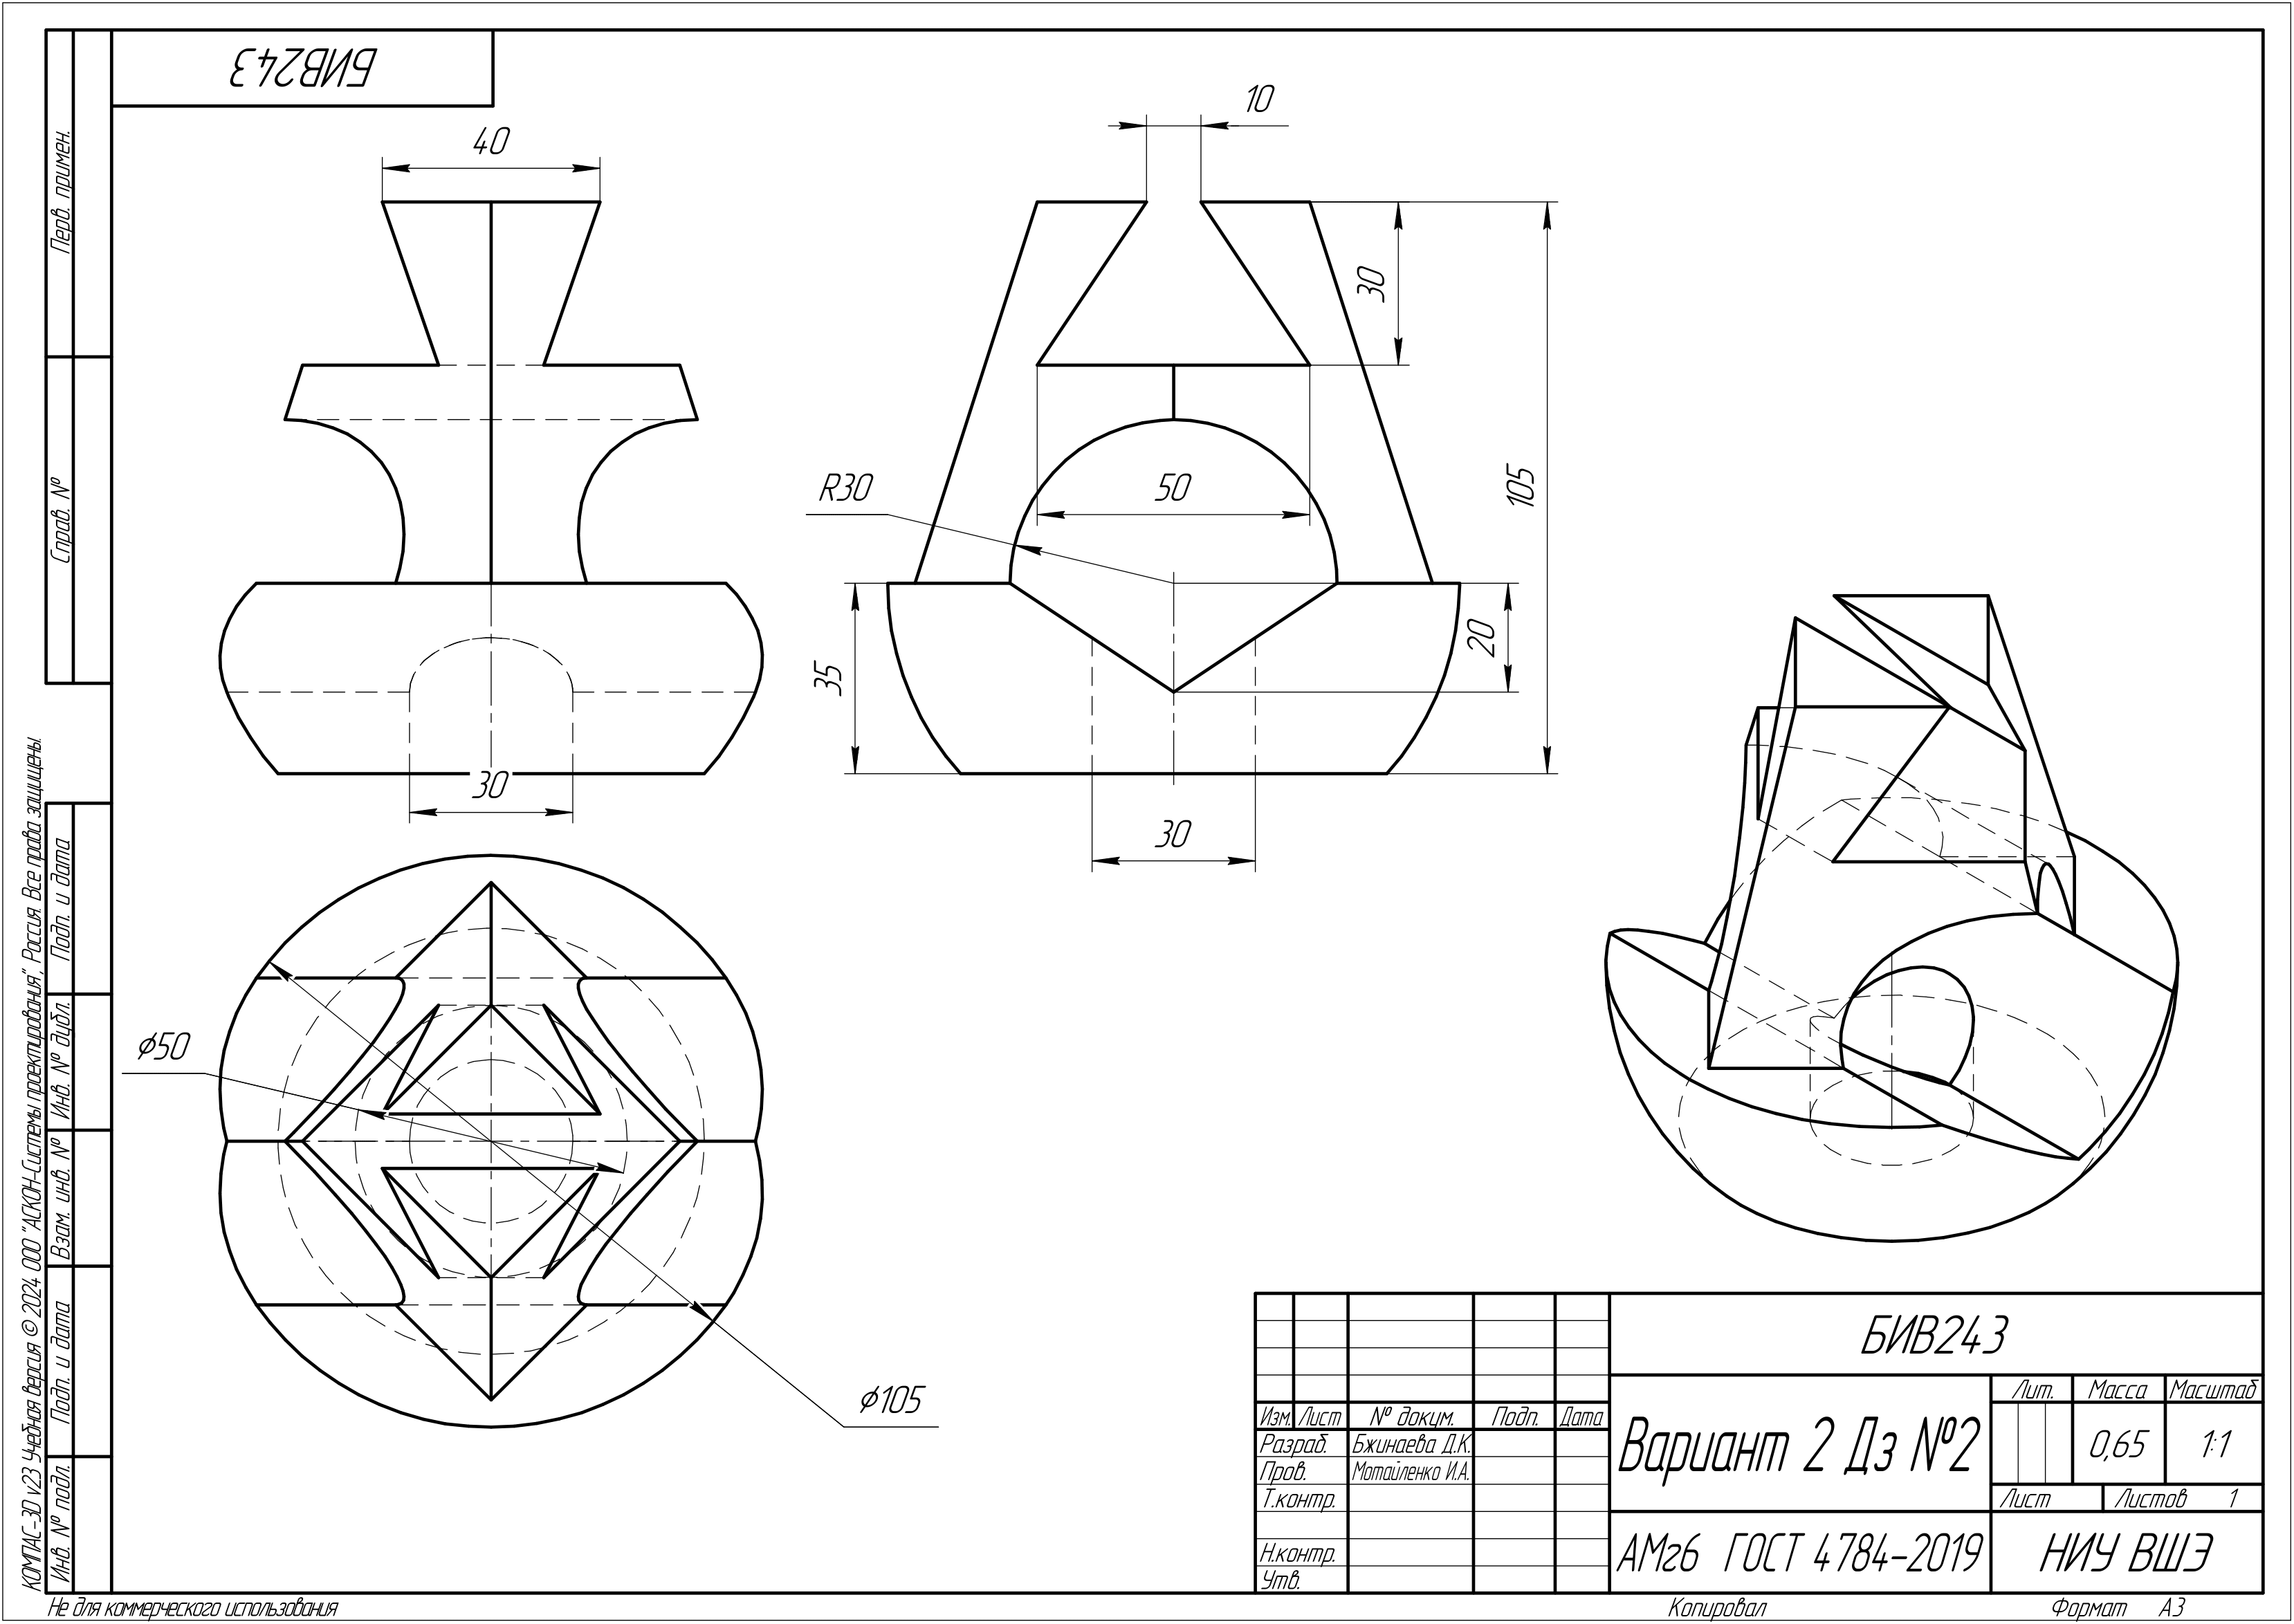 БИВ243
Перв. примен.
Справ. №
Подп. и дата
Инв. № дубл.
Взам. инв. №
Подп. и дата
Инв. № подл.
КОМПАС-3D v23 Учебная версия © 2024 ООО "АСКОН-Системы проектирования", Россия. Все права защищены.
40
30
10
30
105
R30
50
20
35
30
⌀50
⌀105
БИВ243
Вариант 2 Дз №2
АМг6 ГОСТ 4784-2019
НИУ ВШЭ
Лит. Масса Масштаб
0,65 1:1
Лист Листов 1
Изм. Лист № докум. Подп. Дата
Разраб. Бжинаева Д.К.
Пров. Мотайленко И.А.
Т.контр.
Н.контр.
Утв.
Не для коммерческого использования
Копировал
Формат А3